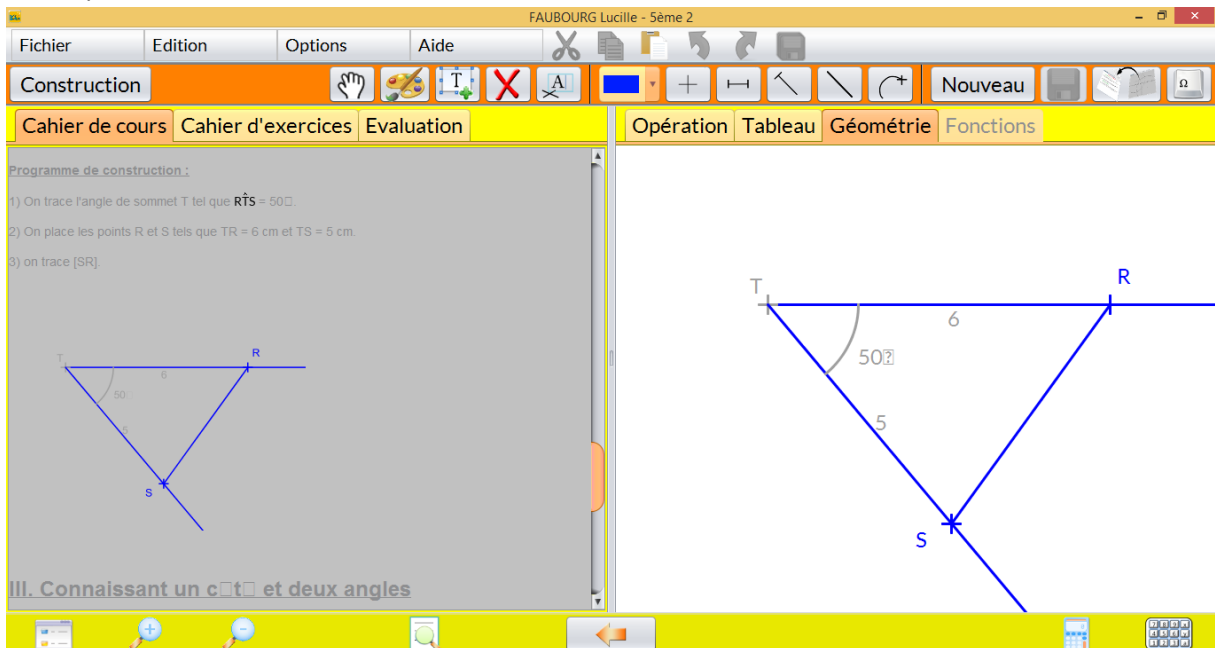 FAUBOURG Lucille - 5ème 2
Fichier Edition Options Aide
Construction
T
A
Nouveau
Ω
Cahier de cours Cahier d'exercices Evaluation
Opération Tableau Géométrie Fonctions
Programme de construction :
1) On trace l'angle de sommet T tel que RT̂S = 50□.
2) On place les points R et S tels que TR = 6 cm et TS = 5 cm.
3) on trace [SR].
T
R
6
50□
6
S
III. Connaissant un c□t□ et deux angles
T
R
6
50⍰
5
S